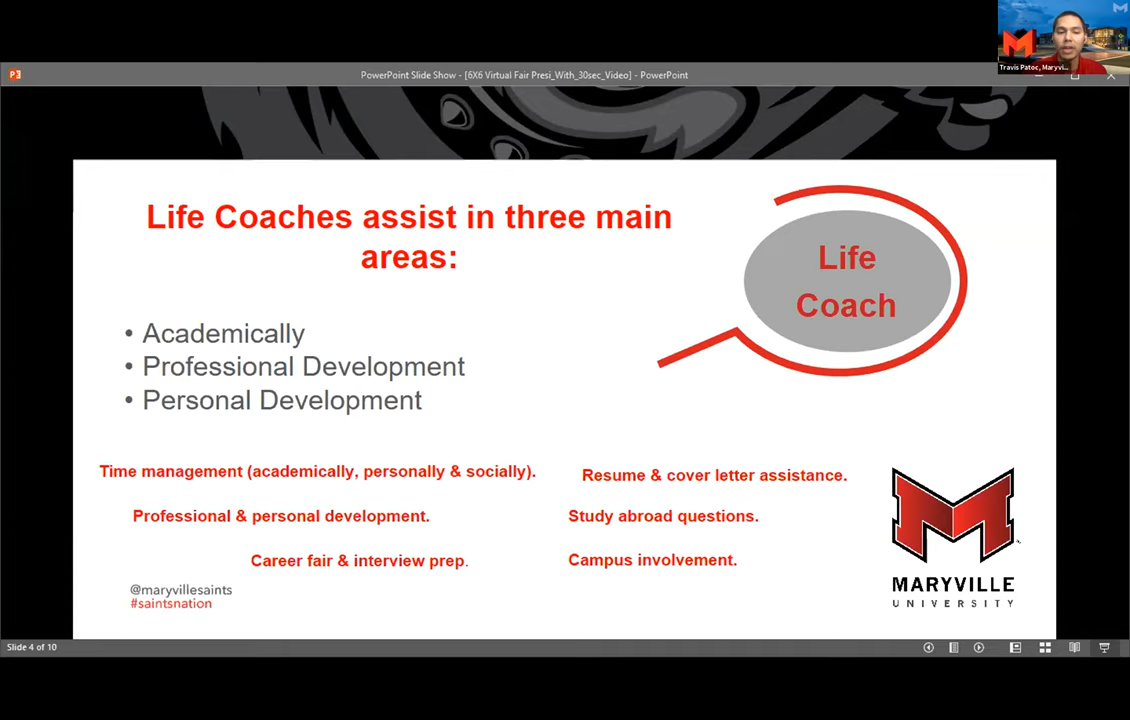 Travis Patoc, Maryvi...
PowerPoint Slide Show - [6X6 Virtual Fair Presi_With_30sec_Video] - PowerPoint
Life Coaches assist in three main
areas:
Life
Coach
• Academically
• Professional Development
• Personal Development
Time management (academically, personally & socially).
Resume & cover letter assistance.
Professional & personal development.
Study abroad questions.
Career fair & interview prep.
Campus involvement.
@maryvillesaints
#saintsnation
M
MARYVILLE
UNIVERSITY
Slide 4 of 10